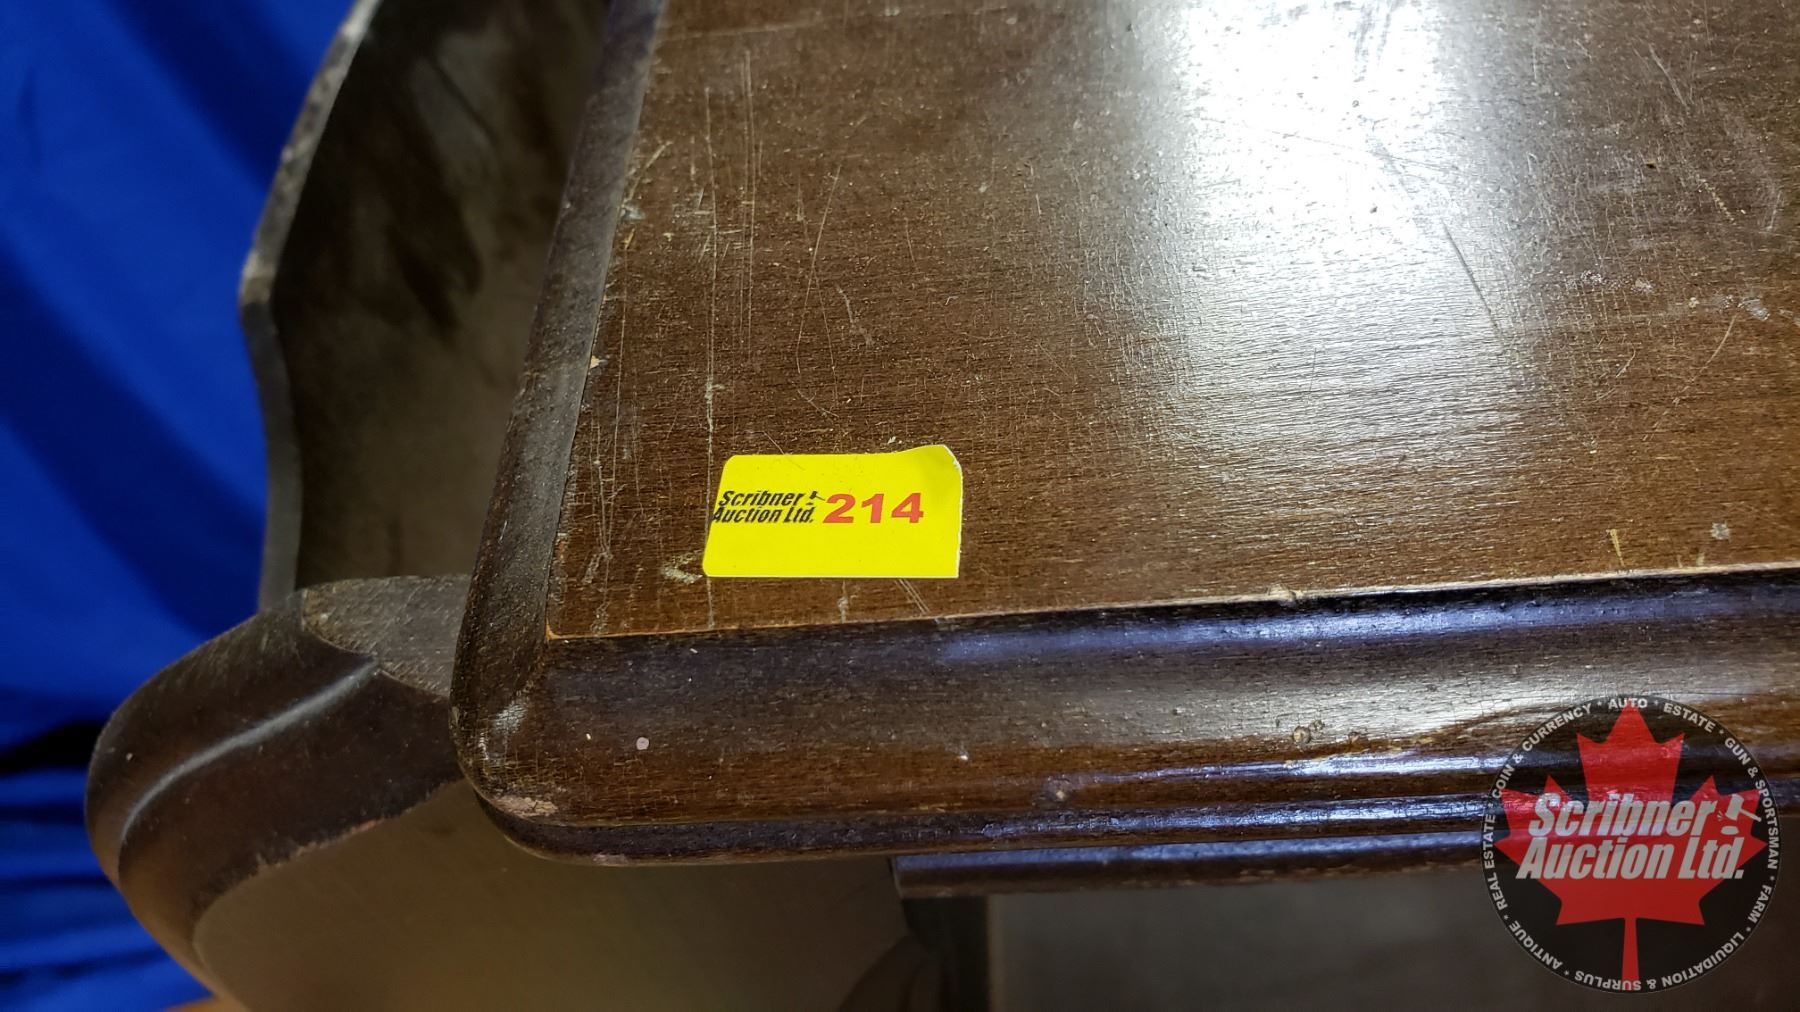 Scribner
Auction Ltd. 214
COIN & CURRENCY * AUTO * ESTATE * GUN & SPORTSMAN * FARM * LIQUIDATION & SURPLUS * ANTIQUE * REAL ESTATE *
Scribner
Auction Ltd.